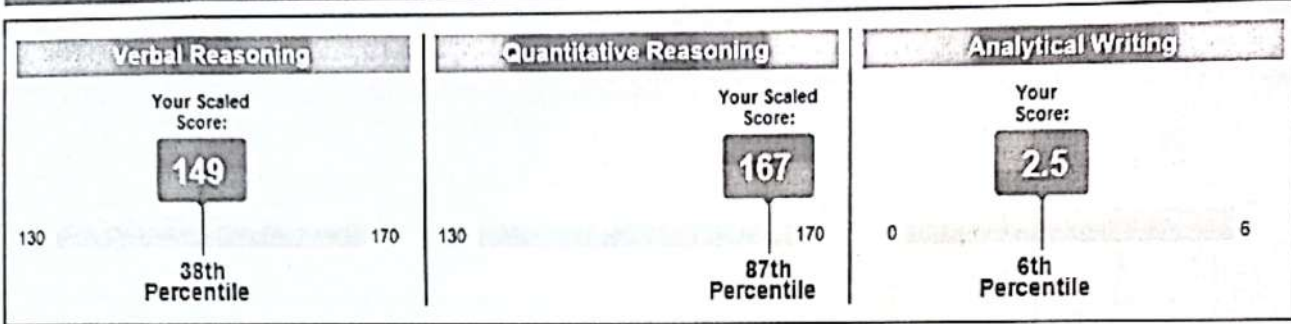 Verbal Reasoning
Your Scaled
Score:
149
130
170
38th
Percentile
Quantitative Reasoning
Your Scaled
Score:
167
130
170
87th
Percentile
Analytical Writing
Your
Score:
2.5
0
6
6th
Percentile